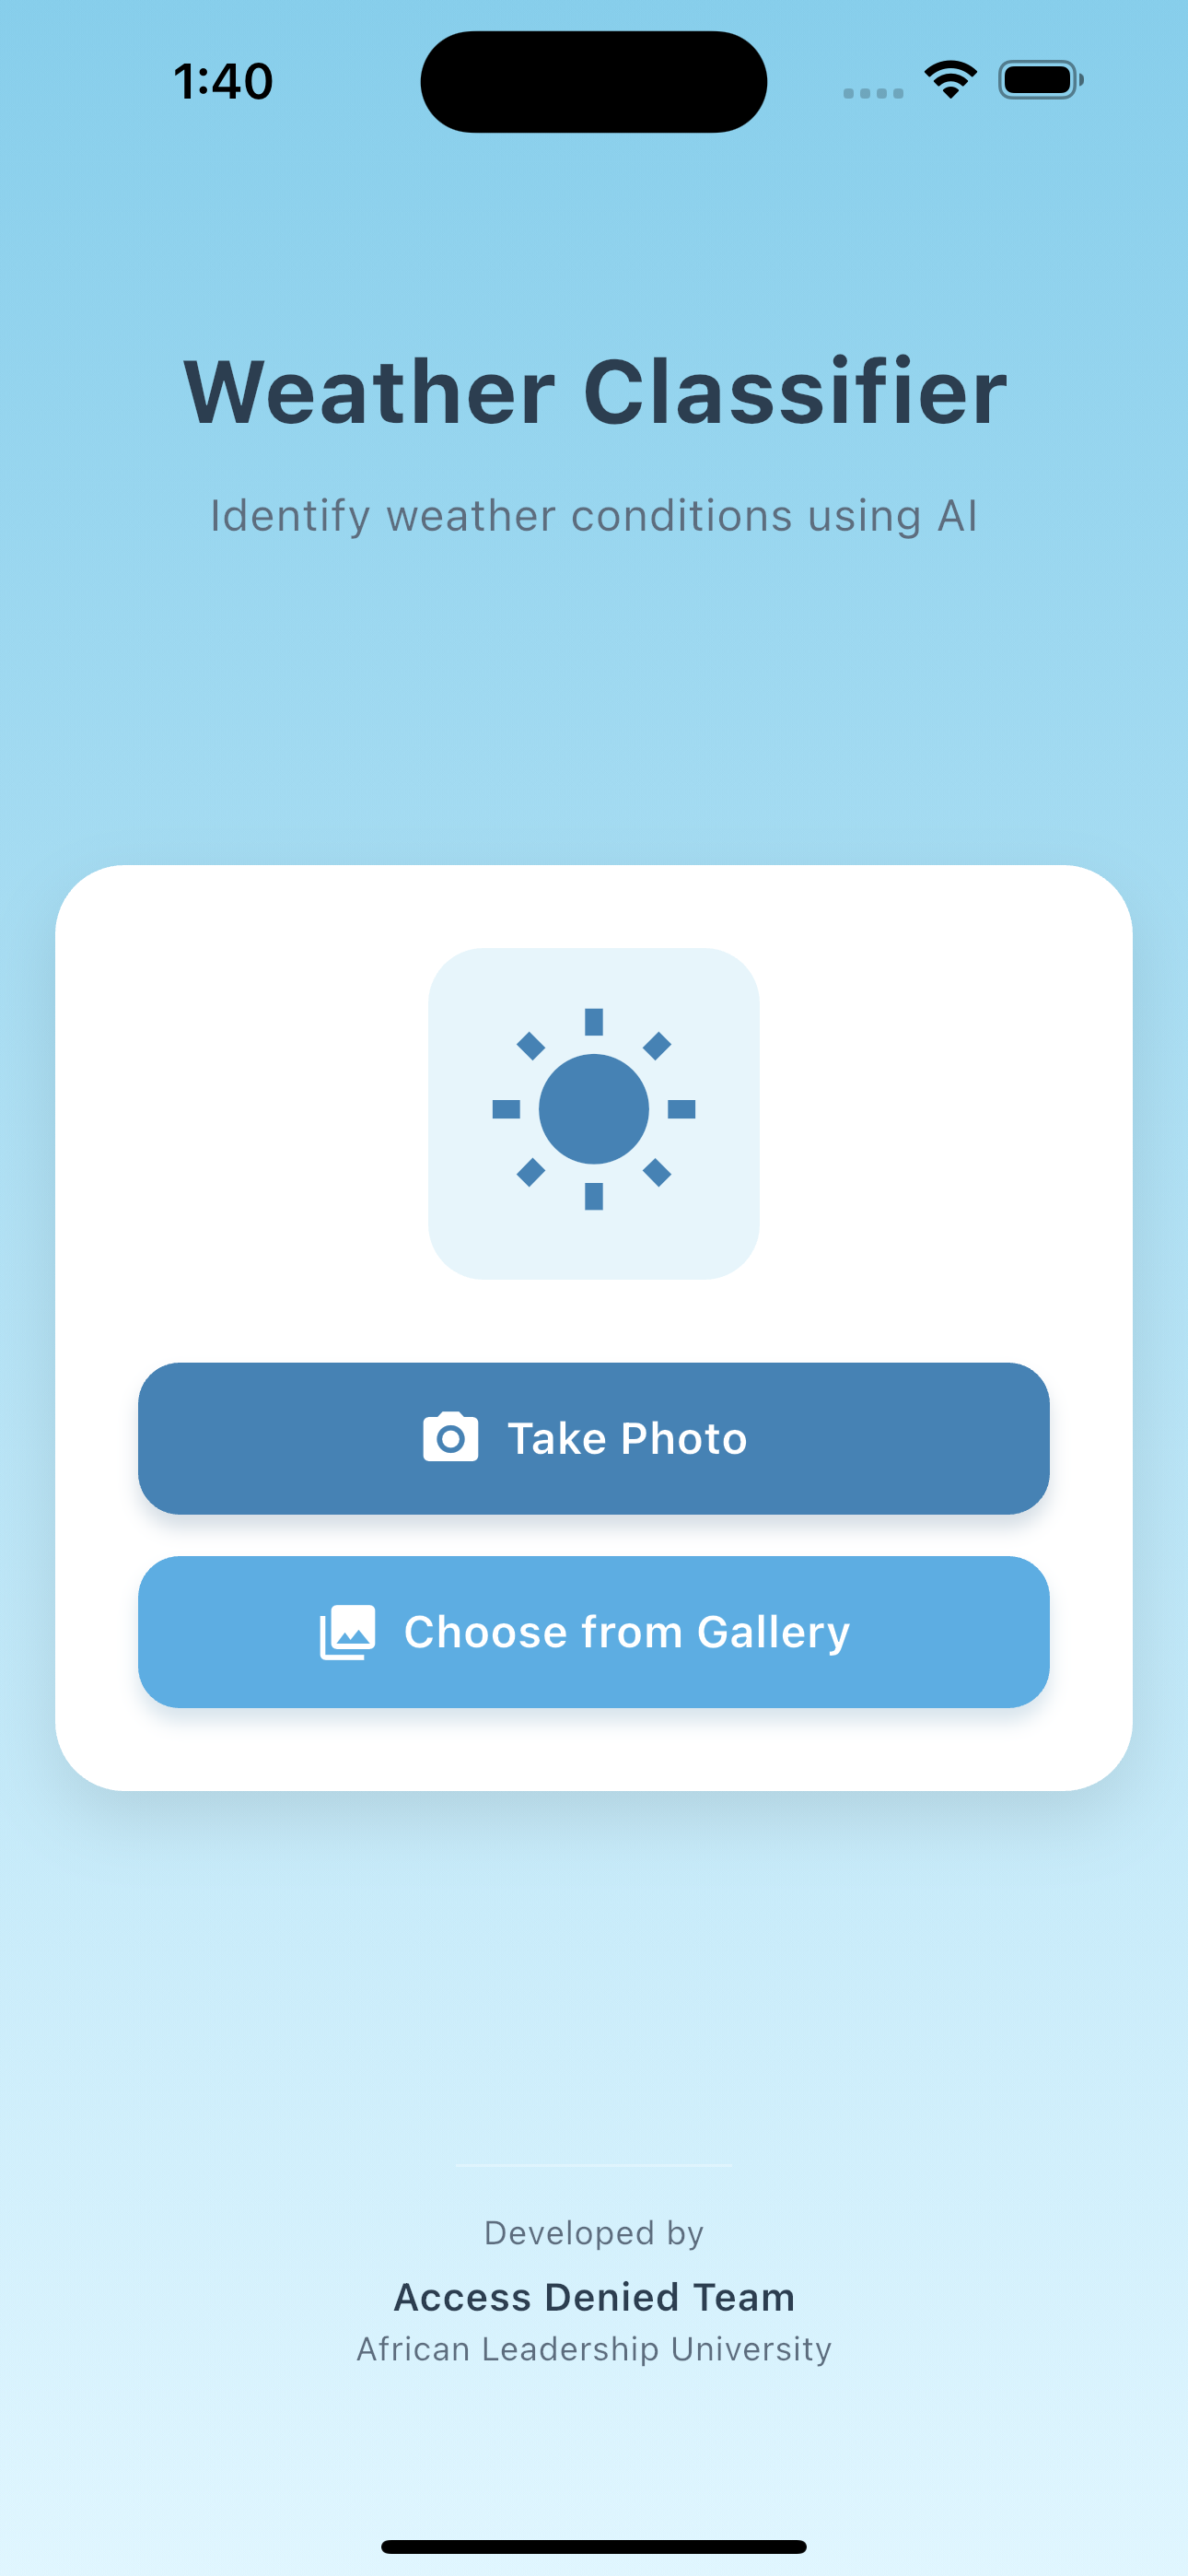 1:40
Weather Classifier
Identify weather conditions using AI
Take Photo
Choose from Gallery
Developed by
Access Denied Team
African Leadership University